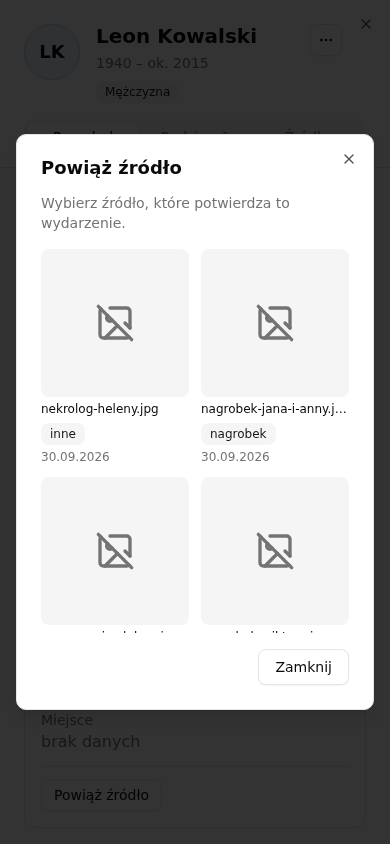 LK
Leon Kowalski
1940 – ok. 2015
Mężczyzna
Powiąż źródło
Wybierz źródło, które potwierdza to
wydarzenie.
nekrolog-heleny.jpg
nagrobek-jana-i-anny.j...
inne
nagrobek
30.09.2026
30.09.2026
Zamknij
Miejsce
brak danych
Powiąż źródło